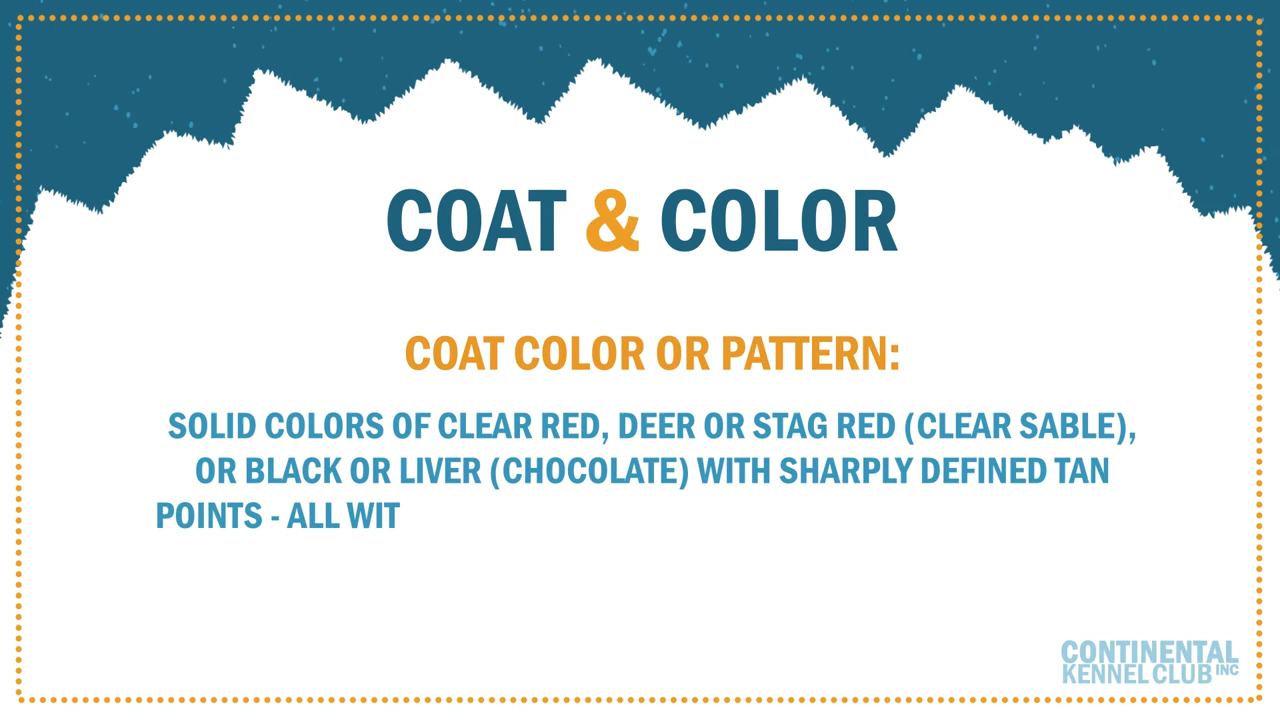 COAT & COLOR
COAT COLOR OR PATTERN:
SOLID COLORS OF CLEAR RED, DEER OR STAG RED (CLEAR SABLE),
OR BLACK OR LIVER (CHOCOLATE) WITH SHARPLY DEFINED TAN
POINTS - ALL WIT
CONTINENTAL
KENNEL CLUB INC